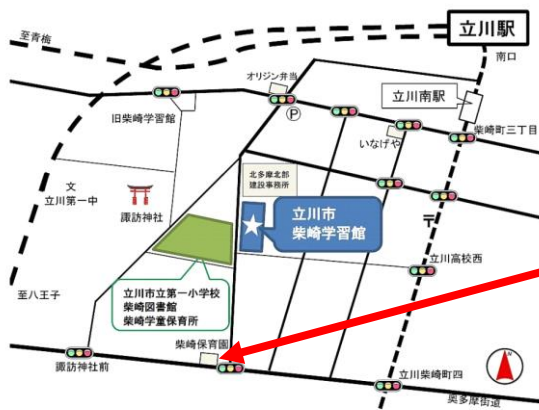 至青梅
立川駅
南口
オリジン弁当
立川南駅
旧柴崎学習館
P
いなげや
柴崎町三丁目
北多摩北部
建設事務所
文
立川第一中
諏訪神社
立川市
柴崎学習館
〒
立川高校西
至八王子
立川市立第一小学校
柴崎図書館
柴崎学童保育所
柴崎保育園
諏訪神社前
立川柴崎町四
奥多摩街道
N